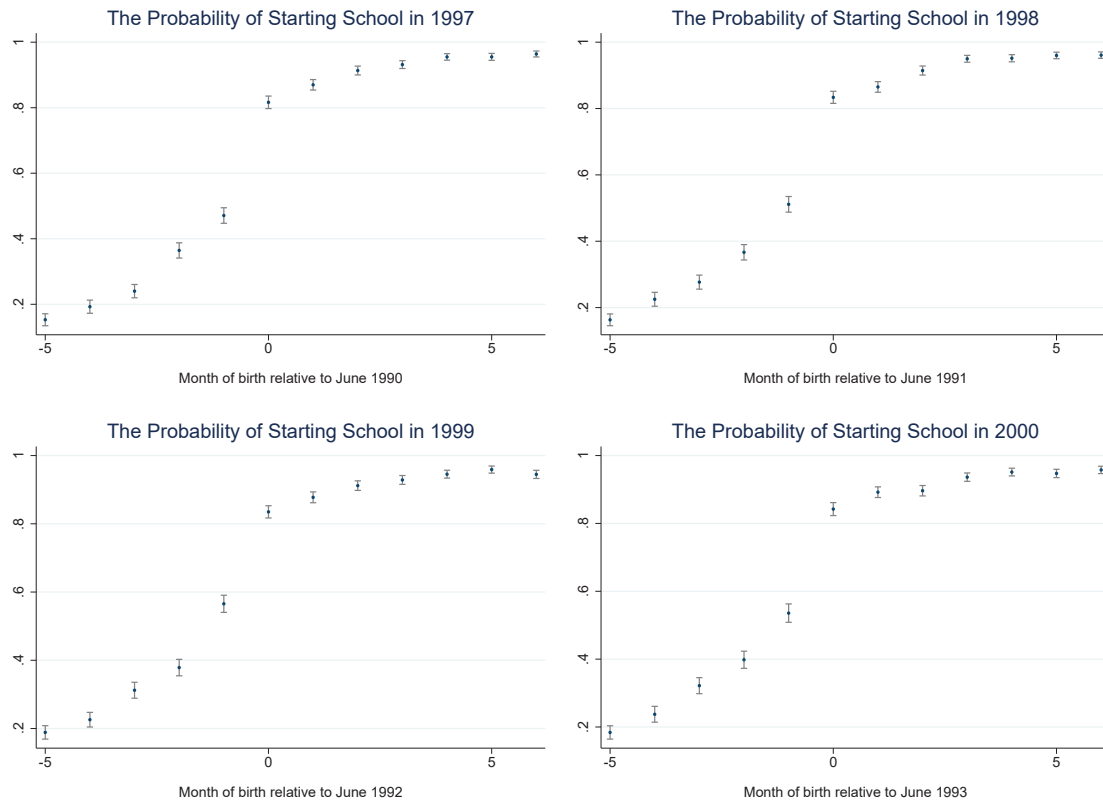 The Probability of Starting School in 1997
1
.8
.6
.4
.2
-5 0 5
Month of birth relative to June 1990
The Probability of Starting School in 1998
1
.8
.6
.4
.2
-5 0 5
Month of birth relative to June 1991
The Probability of Starting School in 1999
1
.8
.6
.4
.2
-5 0 5
Month of birth relative to June 1992
The Probability of Starting School in 2000
1
.8
.6
.4
.2
-5 0 5
Month of birth relative to June 1993